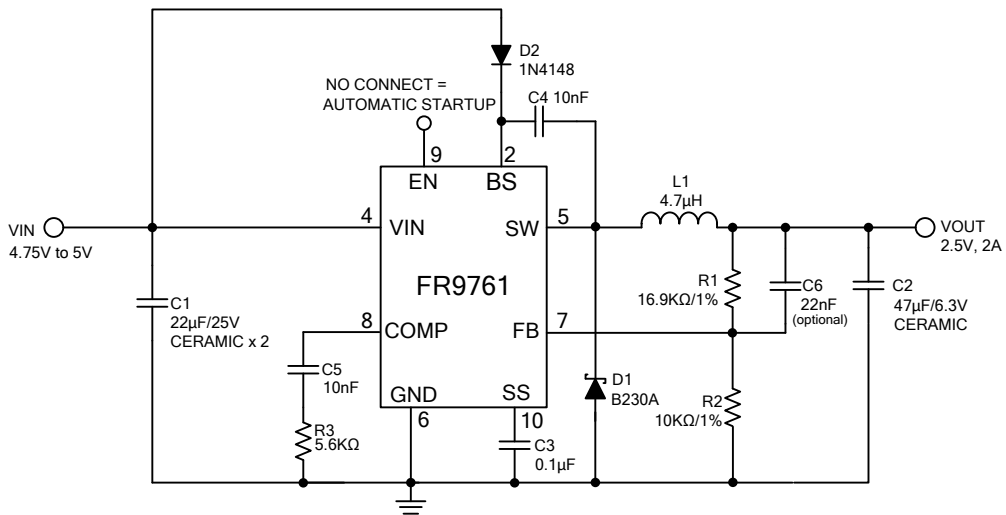 D2
1N4148
NO CONNECT =
AUTOMATIC STARTUP
C4 10nF
9
2
EN
BS
VIN
4.75V to 5V
4
VIN
SW
5
L1
4.7µH
VOUT
2.5V, 2A
FR9761
C1
22µF/25V
CERAMIC x 2
R1
16.9KΩ/1%
C6
22nF
(optional)
C2
47µF/6.3V
CERAMIC
8
COMP
FB
7
C5
10nF
R3
5.6KΩ
GND
6
SS
10
C3
0.1µF
D1
B230A
R2
10KΩ/1%